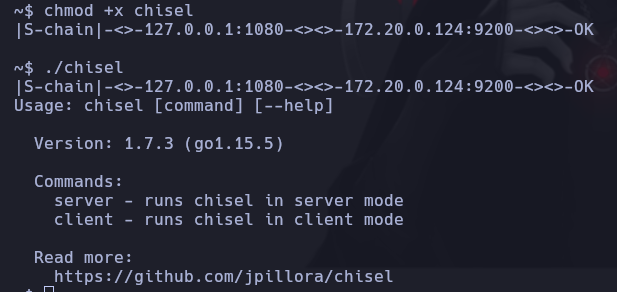 ~$ chmod +x chisel
|S-chain|-<>-127.0.0.1:1080-<><>-172.20.0.124:9200-<><>-OK
~$ ./chisel
|S-chain|-<>-127.0.0.1:1080-<><>-172.20.0.124:9200-<><>-OK
Usage: chisel [command] [--help]
Version: 1.7.3 (go1.15.5)
Commands:
server - runs chisel in server mode
client - runs chisel in client mode
Read more:
https://github.com/jpillora/chisel